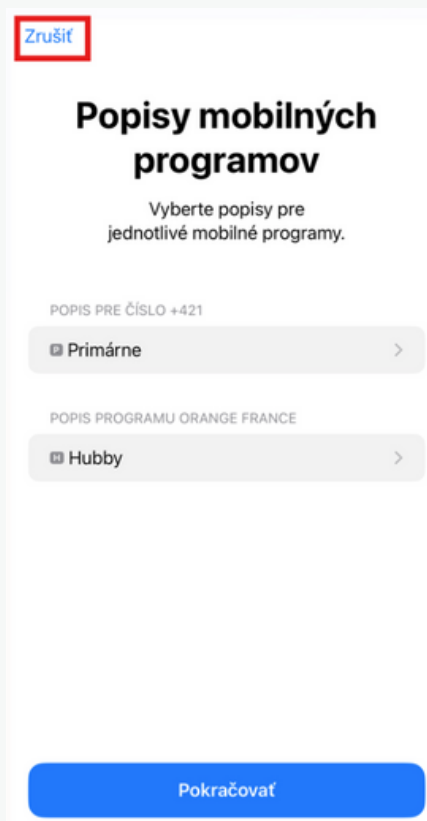 Zrušiť
Popisy mobilných
programov
Vyberte popisy pre
jednotlivé mobilné programy.
POPIS PRE ČÍSLO +421
P Primárne
POPIS PROGRAMU ORANGE FRANCE
H Hubby
Pokračovať